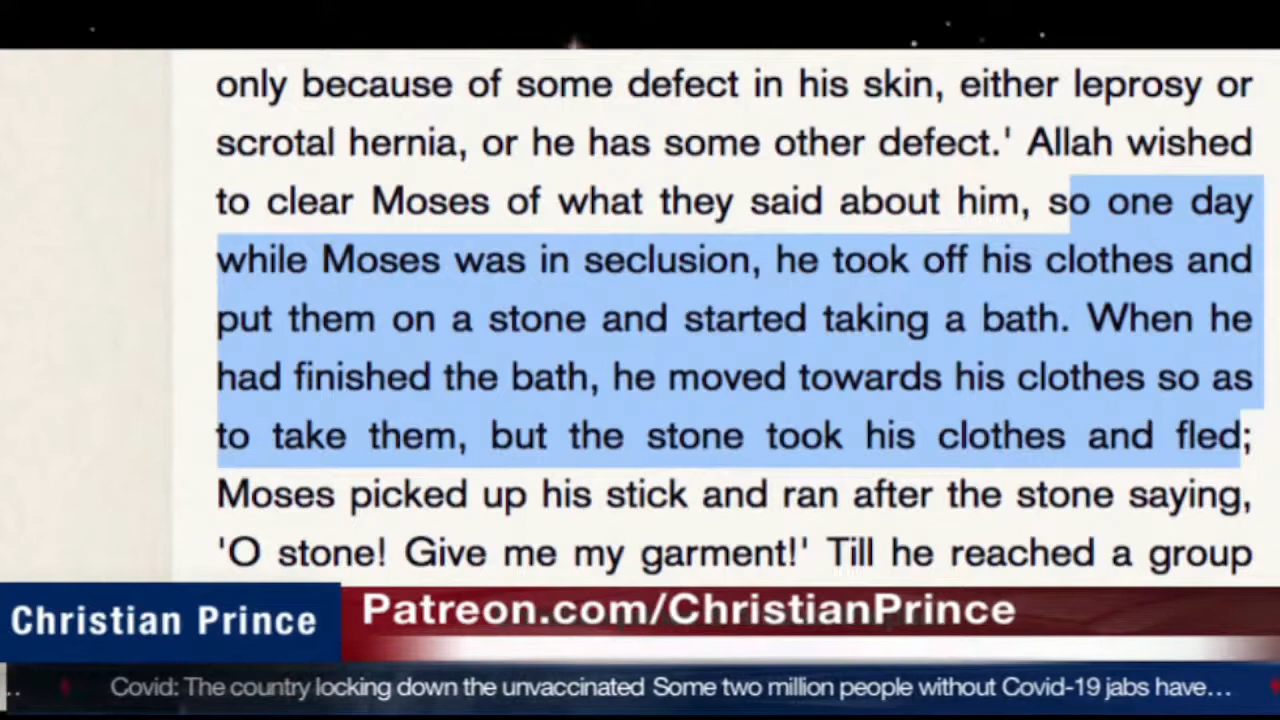 only because of some defect in his skin, either leprosy or
scrotal hernia, or he has some other defect.' Allah wished
to clear Moses of what they said about him, so one day
while Moses was in seclusion, he took off his clothes and
put them on a stone and started taking a bath. When he
had finished the bath, he moved towards his clothes so as
to take them, but the stone took his clothes and fled;
Moses picked up his stick and ran after the stone saying,
'O stone! Give me my garment!' Till he reached a group
Christian Prince
Patreon.com/ChristianPrince
.. Covid: The country locking down the unvaccinated Some two million people without Covid-19 jabs have...